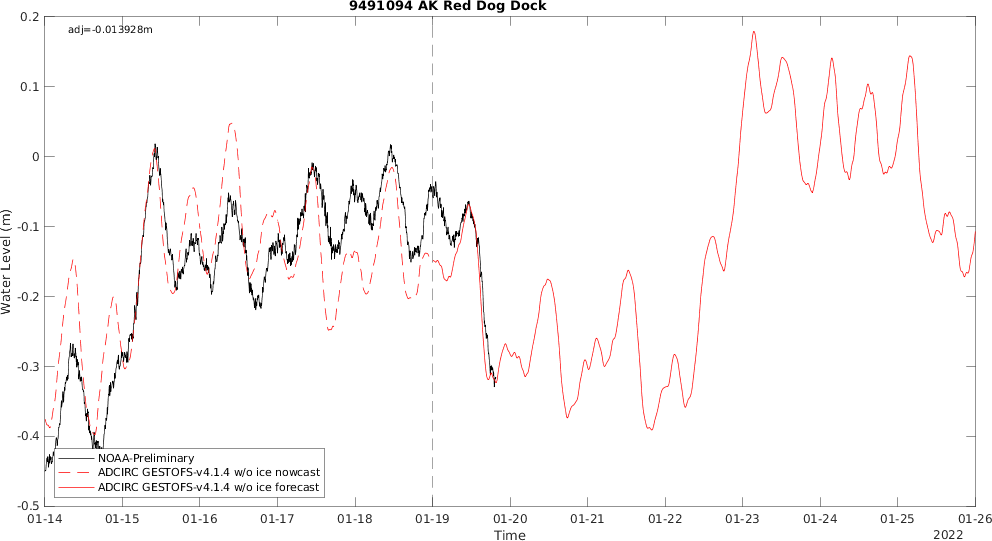 9491094 AK Red Dog Dock
adj=-0.013928m
Water Level (m)
0.2
0.1
0
-0.1
-0.2
-0.3
-0.4
-0.5
NOAA-Preliminary
ADCIRC GESTOFS-v4.1.4 w/o ice nowcast
ADCIRC GESTOFS-v4.1.4 w/o ice forecast
01-14 01-15 01-16 01-17 01-18 01-19 01-20 01-21 01-22 01-23 01-24 01-25 01-26
Time
2022